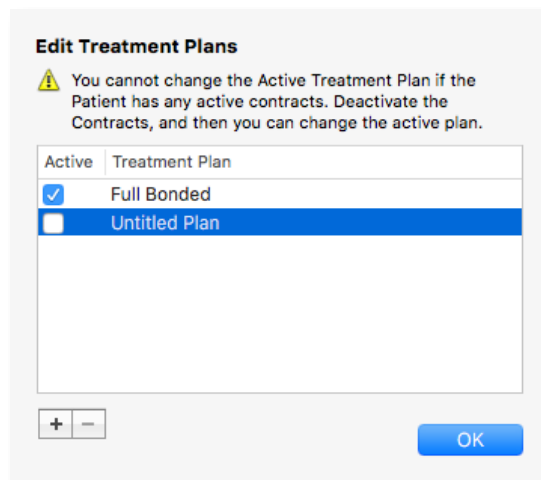 Edit Treatment Plans
You cannot change the Active Treatment Plan if the
Patient has any active contracts. Deactivate the
Contracts, and then you can change the active plan.
Active Treatment Plan
Full Bonded
Untitled Plan
+ −
OK